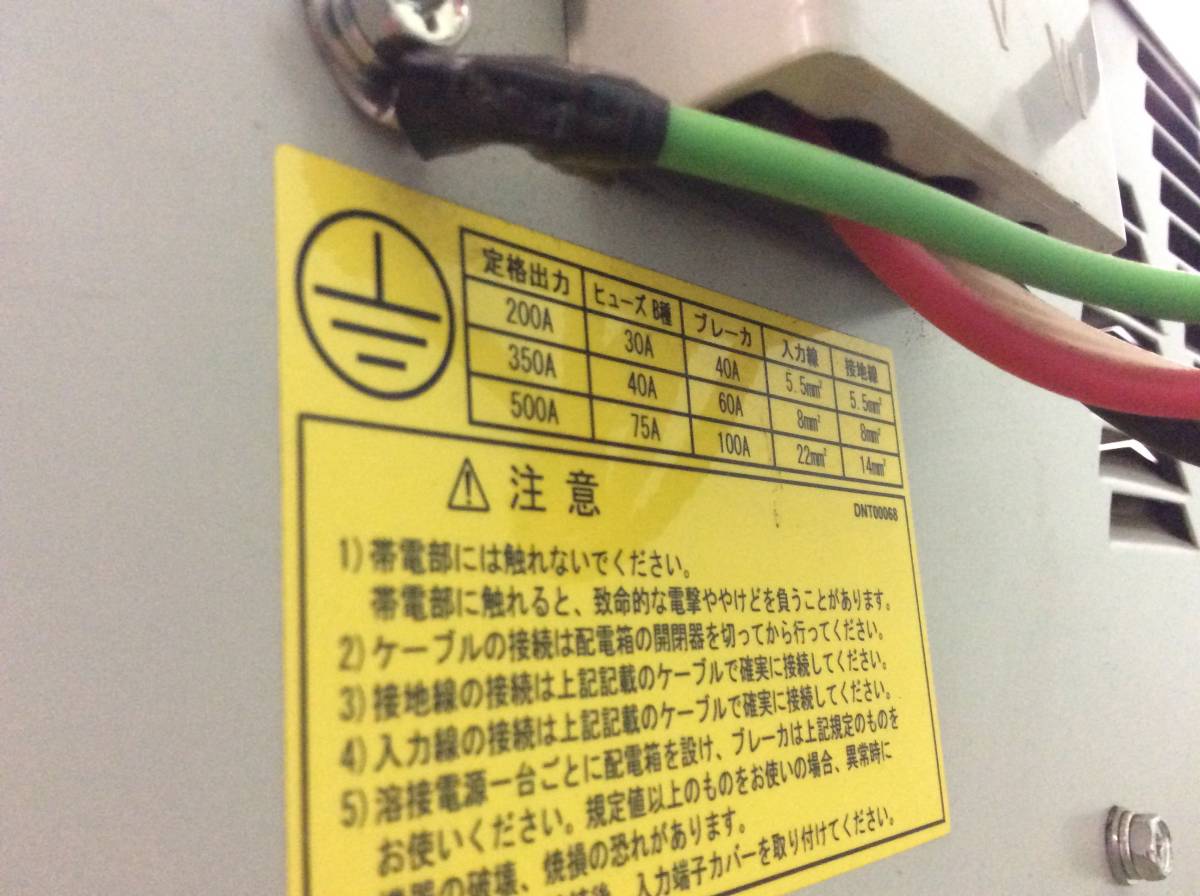 定格出力 ヒューズ B種 ブレーカ 入力線 接地線
200A 30A 40A 5.5mm² 5.5mm²
350A 40A 60A 8mm² 8mm²
500A 75A 100A 22mm² 14mm²
DNT00068
⚠ 注意
1) 帯電部には触れないでください。
帯電部に触れると、致命的な電撃ややけどを負うことがあります。
2) ケーブルの接続は配電箱の開閉器を切ってから行ってください。
3) 接地線の接続は上記記載のケーブルで確実に接続してください。
4) 入力線の接続は上記記載のケーブルで確実に接続してください。
5) 溶接電源一台ごとに配電箱を設け、ブレーカは上記規定のものを
お使いください。規定値以上のものをお使いの場合、異常時に
機器の破壊、焼損の恐れがあります。
後、入力端子カバーを取り付けてください。
V W